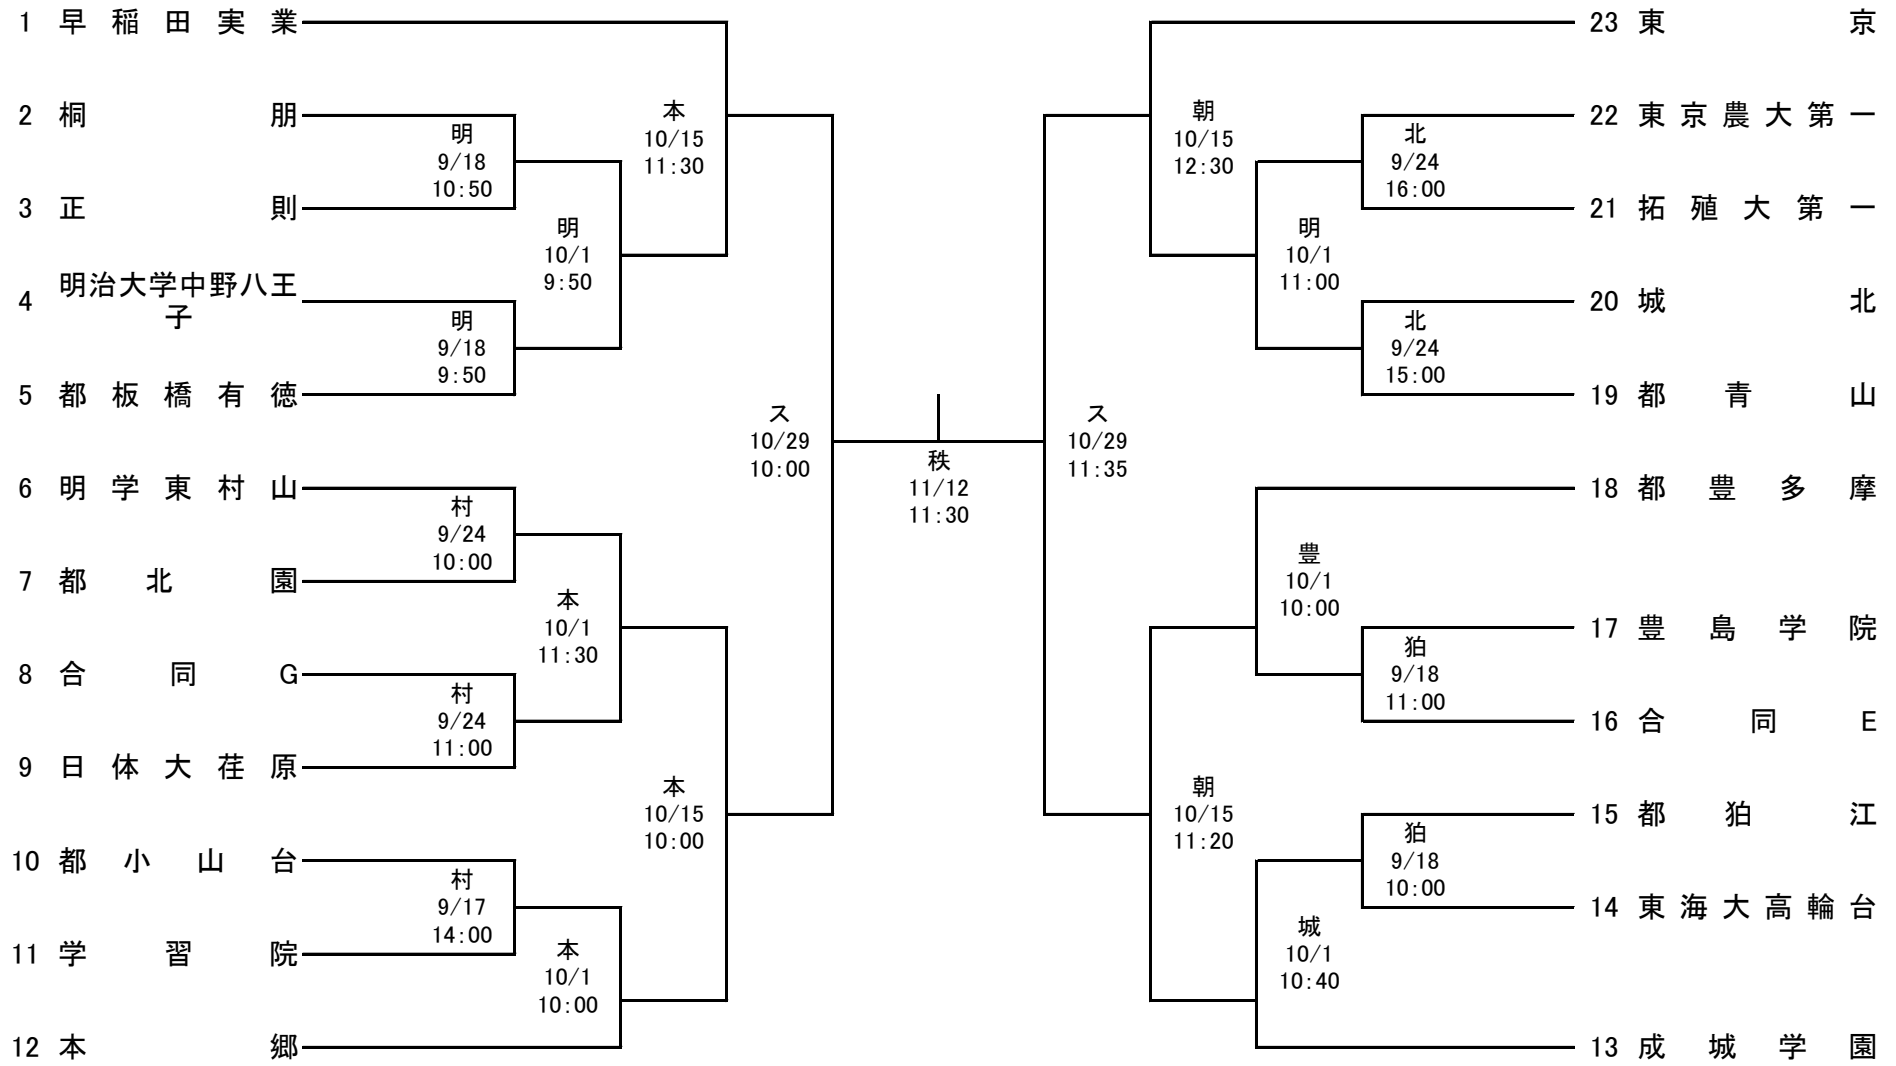 1 早稲田実業
2 桐朋
明
9/18
10:50
3 正則
4 明治大学中野八王
子
明
9/18
9:50
5 都板橋有徳
明
10/1
9:50
本
10/15
11:30
6 明学東村山
村
9/24
10:00
7 都北園
8 合同G
村
9/24
11:00
9 日体大荏原
本
10/1
11:30
10 都小山台
村
9/17
14:00
11 学習院
12 本郷
本
10/1
10:00
本
10/15
10:00
ス
10/29
10:00
秩
11/12
11:30
ス
10/29
11:35
23 東京
22 東京農大第一
北
9/24
16:00
21 拓殖大第一
20 城北
北
9/24
15:00
19 都青山
明
10/1
11:00
朝
10/15
12:30
18 都豊多摩
豊
10/1
10:00
17 豊島学院
狛
9/18
11:00
16 合同E
15 都狛江
狛
9/18
10:00
14 東海大高輪台
城
10/1
10:40
13 成城学園
朝
10/15
11:20